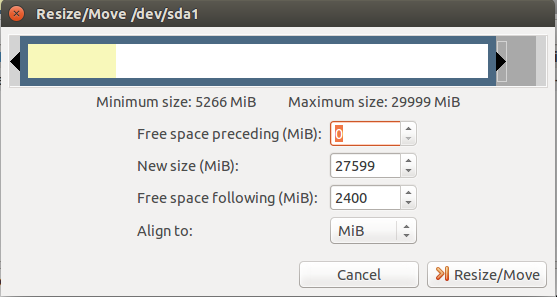 Resize/Move /dev/sda1
Minimum size: 5266 MiB Maximum size: 29999 MiB
Free space preceding (MiB): 0
New size (MiB): 27599
Free space following (MiB): 2400
Align to: MiB
Cancel Resize/Move